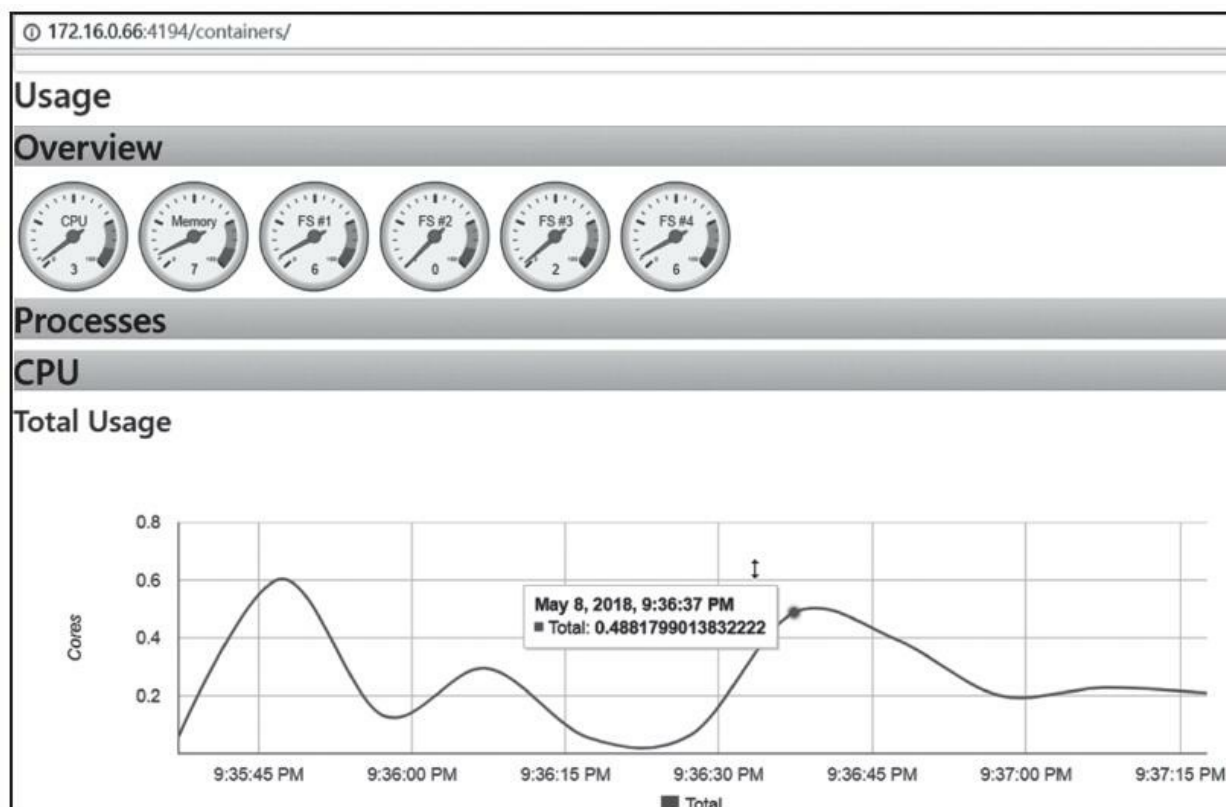 172.16.0.66:4194/containers/
Usage
Overview
CPU
3
Memory
7
FS #1
6
FS #2
0
FS #3
2
FS #4
6
Processes
CPU
Total Usage
0.8
0.6
0.4
0.2
Cores
May 8, 2018, 9:36:37 PM
Total: 0.4881799013832222
9:35:45 PM 9:36:00 PM 9:36:15 PM 9:36:30 PM 9:36:45 PM 9:37:00 PM 9:37:15 PM
Total